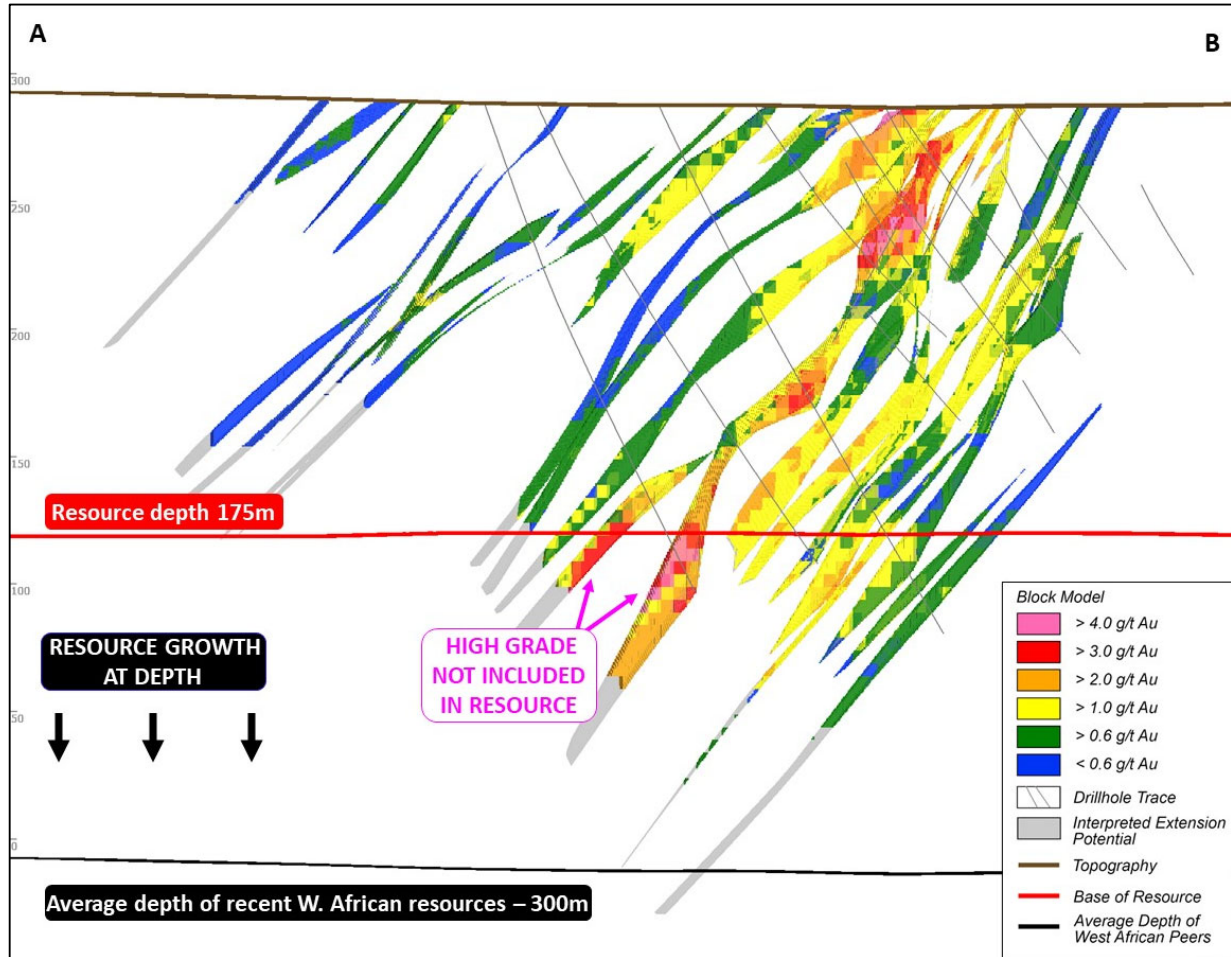 A
B
300
250
200
150
100
50
0
Resource depth 175m
RESOURCE GROWTH
AT DEPTH
HIGH GRADE
NOT INCLUDED
IN RESOURCE
Average depth of recent W. African resources – 300m
Block Model
> 4.0 g/t Au
> 3.0 g/t Au
> 2.0 g/t Au
> 1.0 g/t Au
> 0.6 g/t Au
< 0.6 g/t Au
Drillhole Trace
Interpreted Extension
Potential
Topography
Base of Resource
Average Depth of
West African Peers